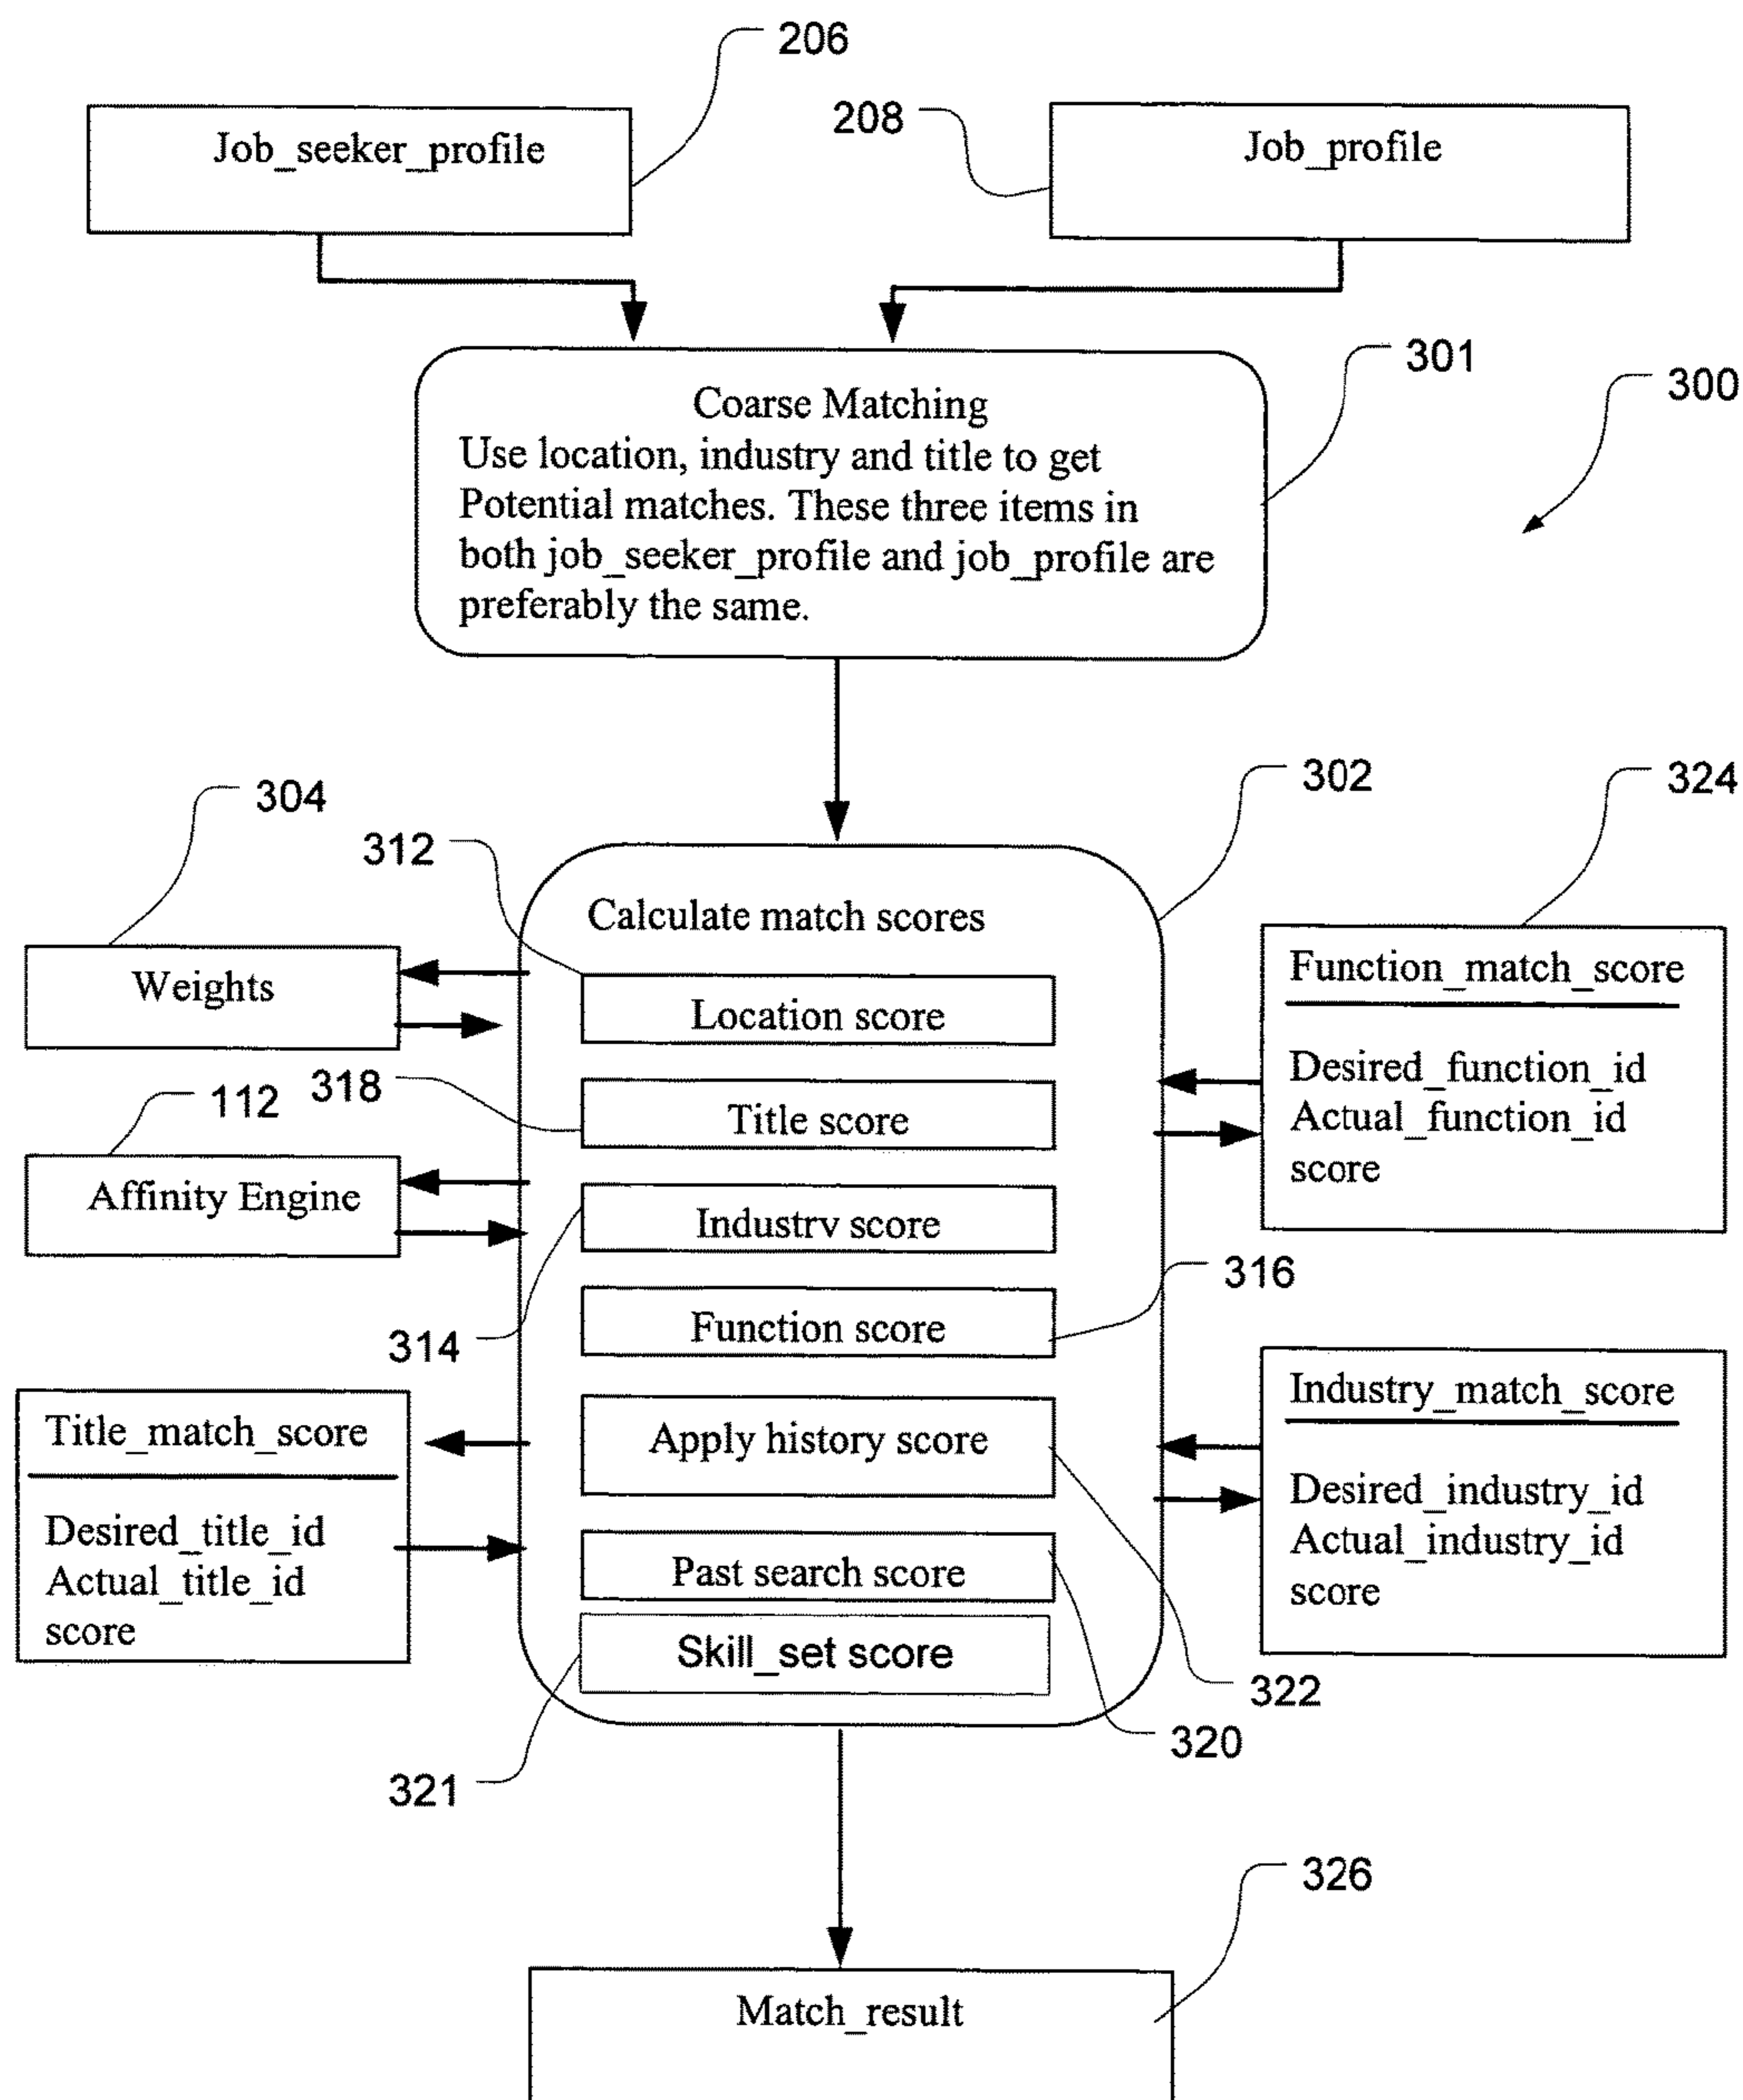 206
208
Job_seeker_profile
Job_profile
301
300
Coarse Matching
Use location, industry and title to get
Potential matches. These three items in
both job_seeker_profile and job_profile are
preferably the same.
304
302
324
312
Calculate match scores
Weights
Location score
Function_match_score
Desired_function_id
Actual_function_id
score
112
318
Title score
Affinity Engine
Industrv score
316
314
Function score
Title_match_score
Desired_title_id
Actual_title_id
score
Apply history score
Industry_match_score
Desired_industry_id
Actual_industry_id
score
Past search score
Skill_set score
322
320
321
326
Match_result